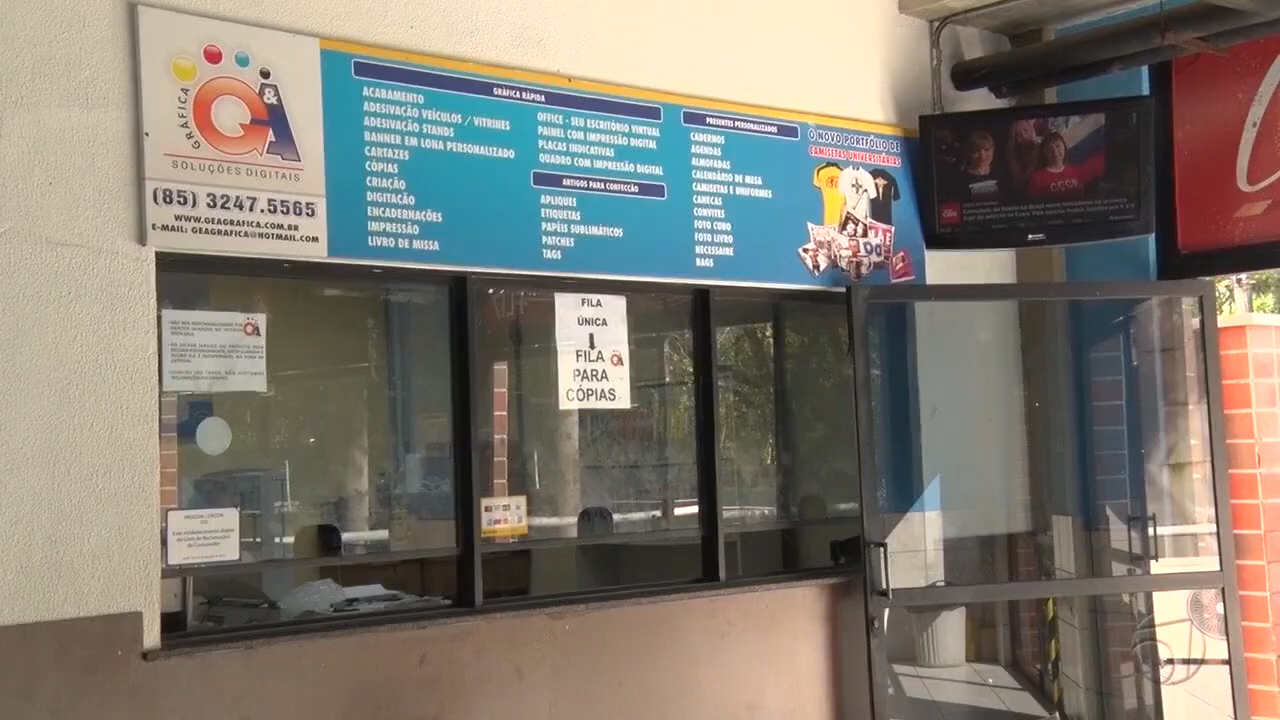 GRÁFICA
G&A
SOLUÇÕES DIGITAIS
(85) 3247.5565
WWW.GEAGRAFICA.COM.BR
E-MAIL: GEAGRAFICA@HOTMAIL.COM
GRÁFICA RÁPIDA
ACABAMENTO
ADESIVAÇÃO VEÍCULOS / VITRINES
ADESIVAÇÃO STANDS
BANNER EM LONA PERSONALIZADO
CARTAZES
CÓPIAS
CRIAÇÃO
DIGITAÇÃO
ENCADERNAÇÕES
IMPRESSÃO
LIVRO DE MISSA
OFFICE - SEU ESCRITÓRIO VIRTUAL
PAINEL COM IMPRESSÃO DIGITAL
PLACAS INDICATIVAS
QUADRO COM IMPRESSÃO DIGITAL
ARTIGOS PARA CONFECÇÃO
APLIQUES
ETIQUETAS
PAPÉIS SUBLIMÁTICOS
PATCHES
TAGS
PRESENTES PERSONALIZADOS
CADERNOS
AGENDAS
ALMOFADAS
CALENDÁRIO DE MESA
CAMISETAS E UNIFORMES
CANECAS
CONVITES
FOTO CUBO
FOTO LIVRO
NECESSAIRE
BAGS
O NOVO PORTFÓLIO DE
CAMISETAS UNIVERSITÁRIAS
CCCP
FILA
ÚNICA
FILA
PARA
CÓPIAS
PROCON / DECON